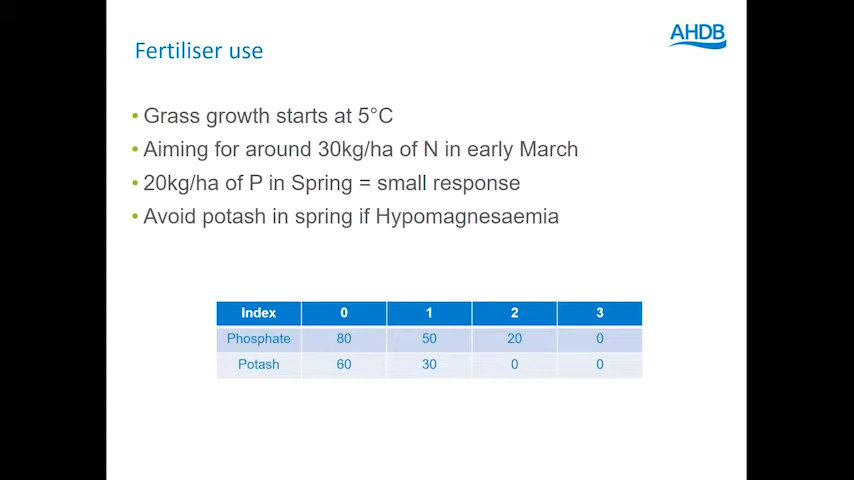 AHDB
Fertiliser use
• Grass growth starts at 5°C
• Aiming for around 30kg/ha of N in early March
• 20kg/ha of P in Spring = small response
• Avoid potash in spring if Hypomagnesaemia
Index 0 1 2 3
Phosphate 80 50 20 0
Potash 60 30 0 0